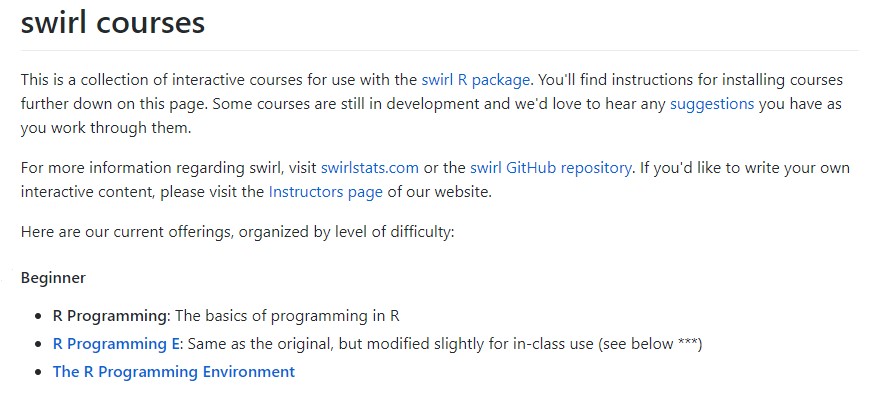 swirl courses
This is a collection of interactive courses for use with the swirl R package. You'll find instructions for installing courses
further down on this page. Some courses are still in development and we'd love to hear any suggestions you have as
you work through them.
For more information regarding swirl, visit swirlstats.com or the swirl GitHub repository. If you'd like to write your own
interactive content, please visit the Instructors page of our website.
Here are our current offerings, organized by level of difficulty:
Beginner
• R Programming: The basics of programming in R
• R Programming E: Same as the original, but modified slightly for in-class use (see below ***)
• The R Programming Environment